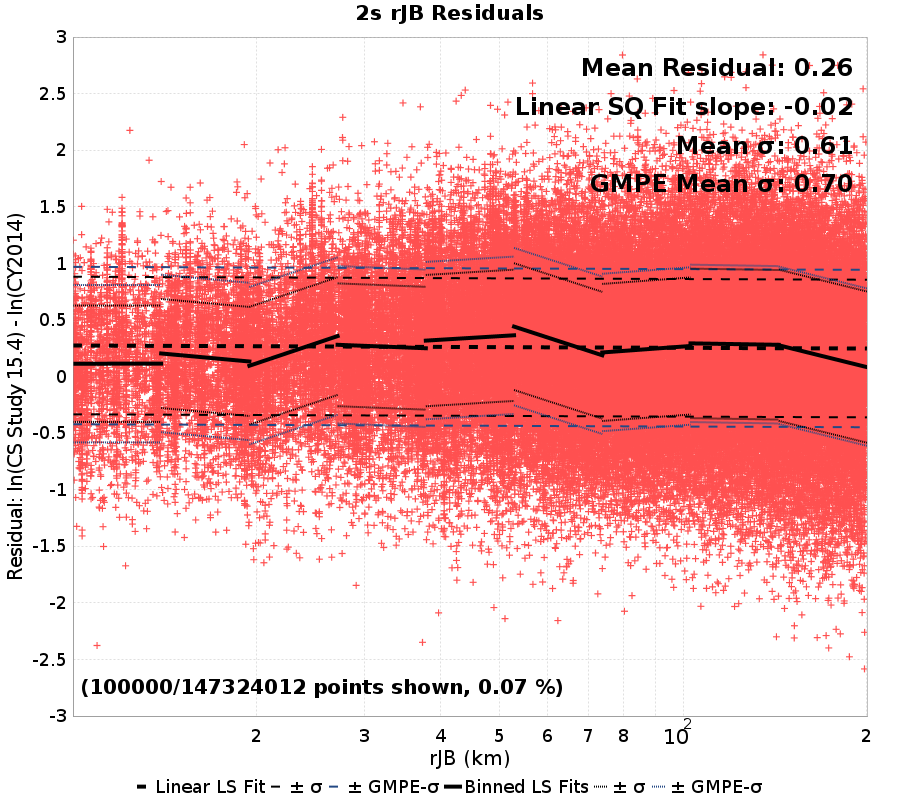 2s rJB Residuals
Mean Residual: 0.26
Linear SQ Fit slope: -0.02
Mean σ: 0.61
GMPE Mean σ: 0.70
Residual: ln(CS Study 15.4) - ln(CY2014)
3
2.5
2
1.5
1
0.5
0
-0.5
-1
-1.5
-2
-2.5
-3
(100000/147324012 points shown, 0.07 %)
2 3 4 5 6 7 8 10² 2
rJB (km)
Linear LS Fit ± σ ± GMPE-σ Binned LS Fits ± σ ± GMPE-σ